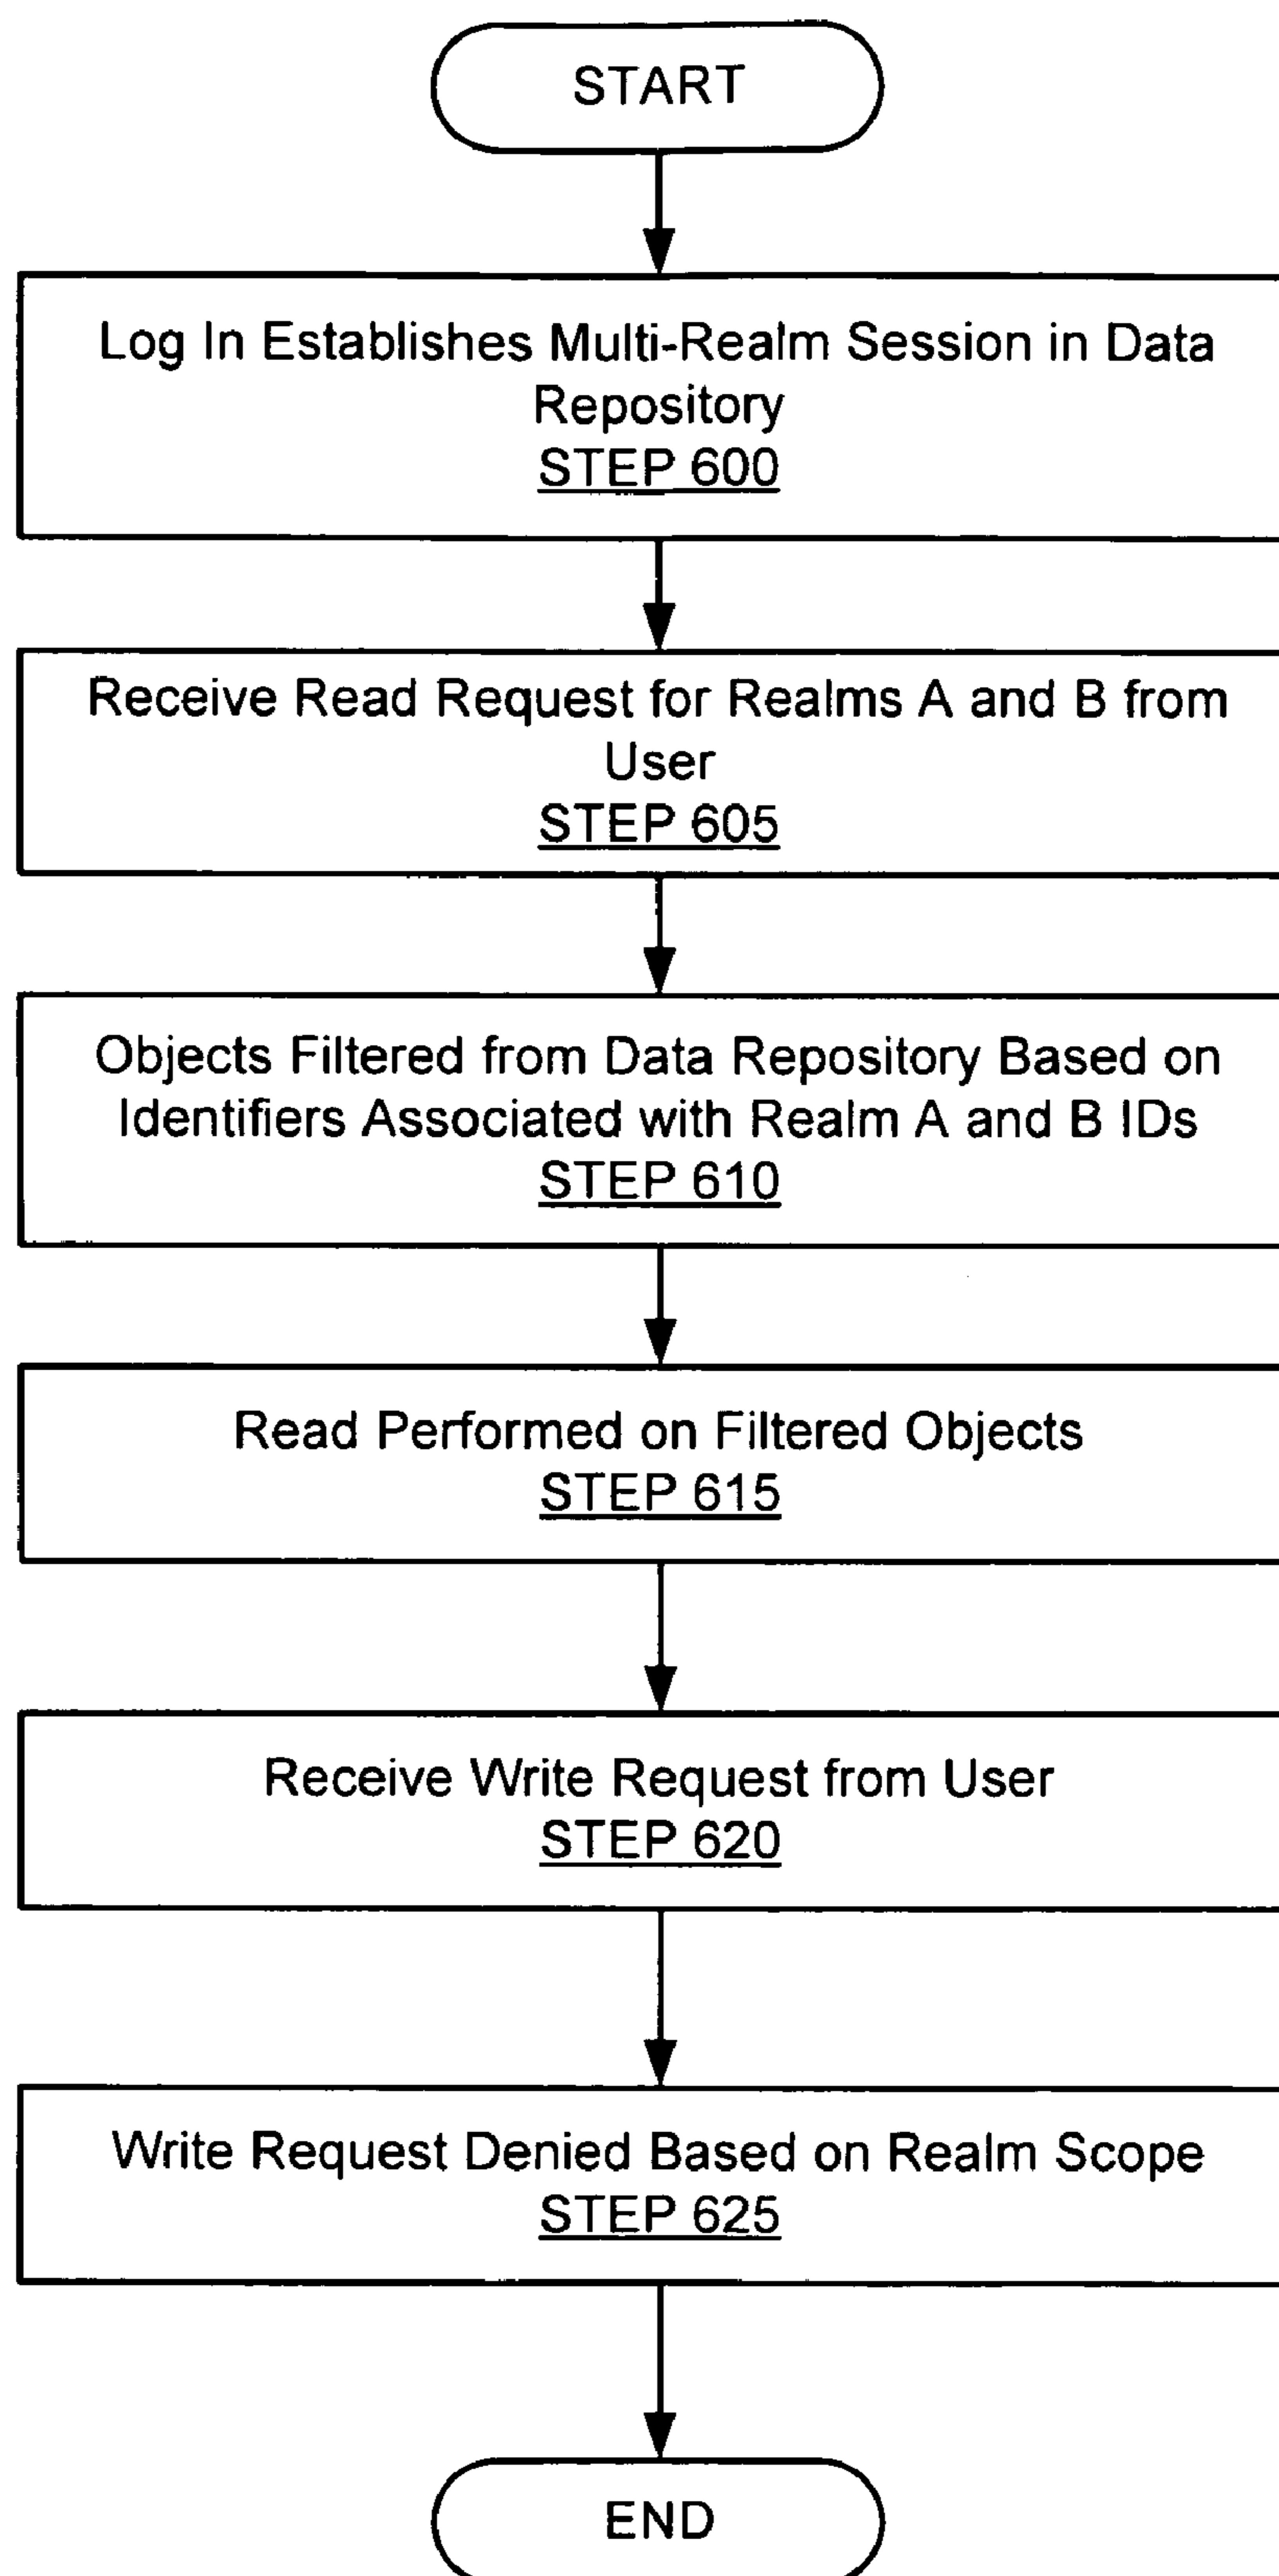 START
Log In Establishes Multi-Realm Session in Data
Repository
STEP 600
Receive Read Request for Realms A and B from
User
STEP 605
Objects Filtered from Data Repository Based on
Identifiers Associated with Realm A and B IDs
STEP 610
Read Performed on Filtered Objects
STEP 615
Receive Write Request from User
STEP 620
Write Request Denied Based on Realm Scope
STEP 625
END